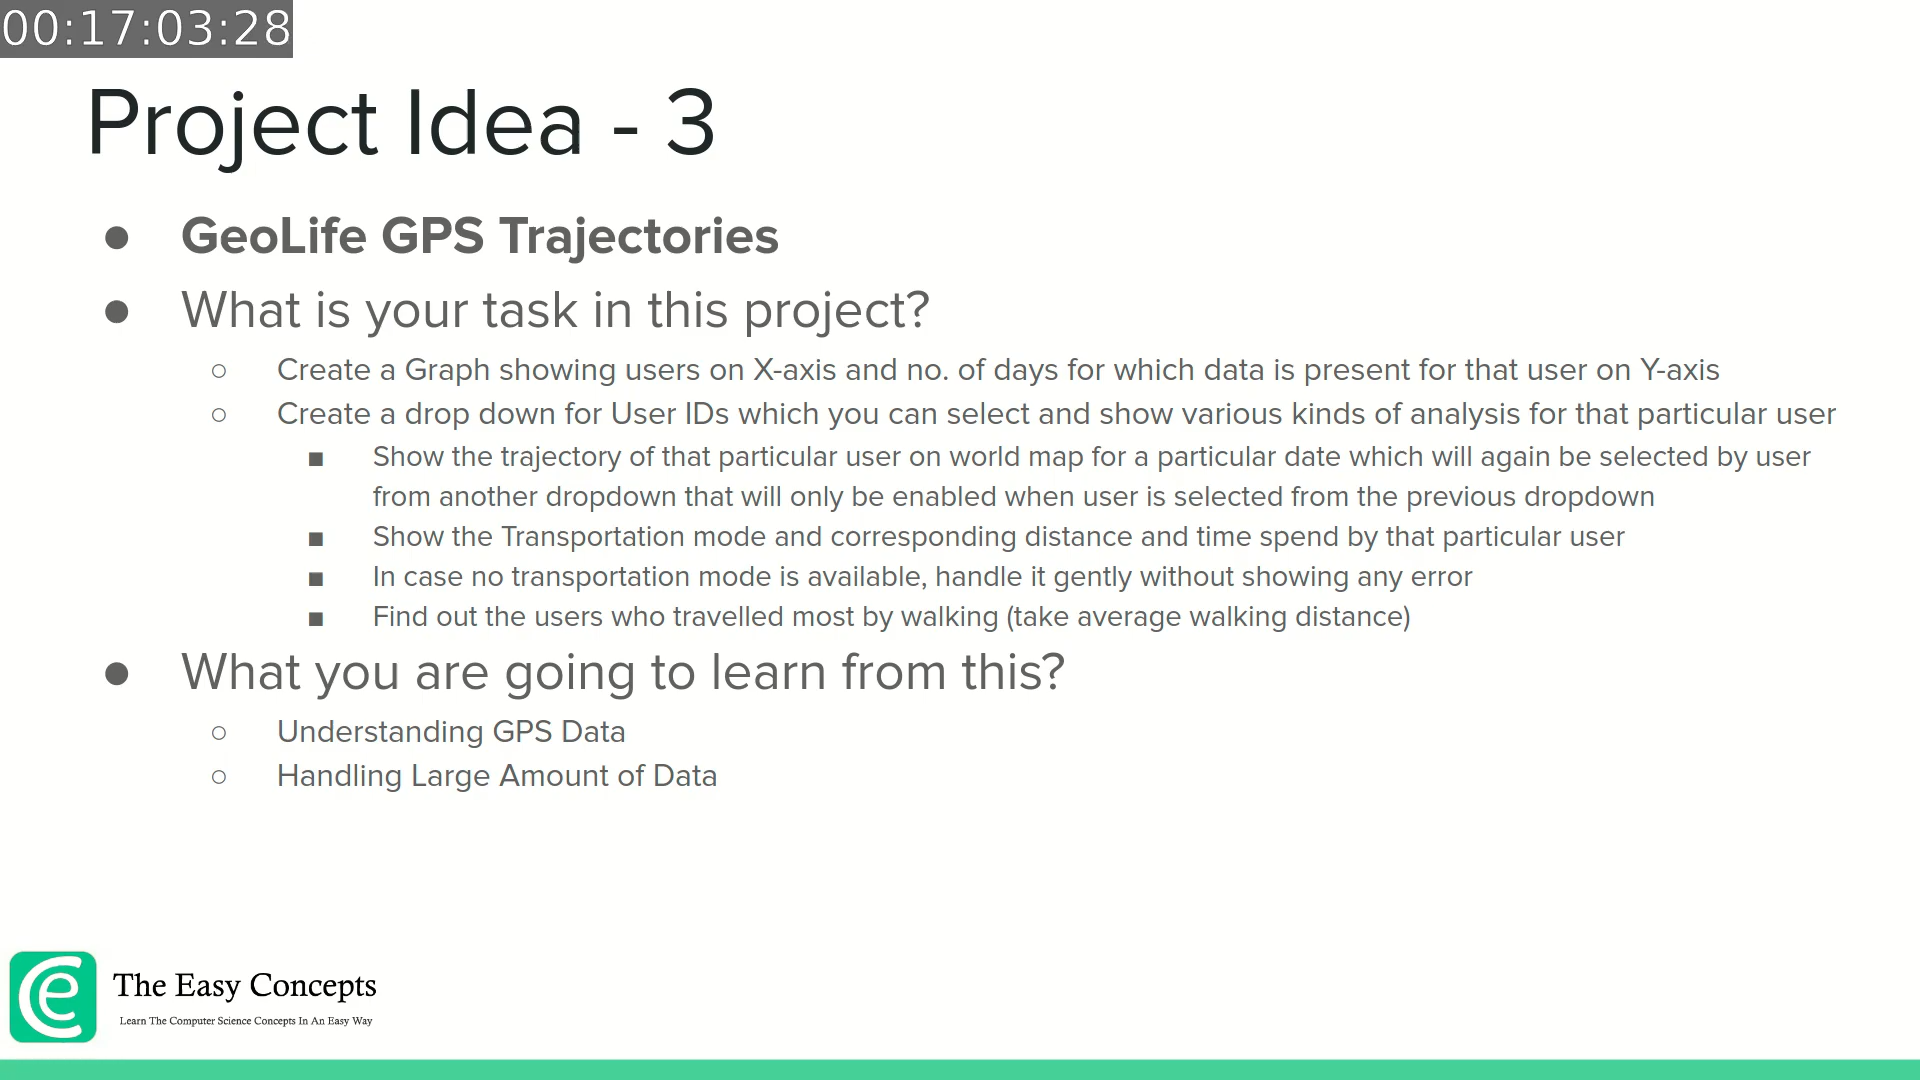 00:17:03:28
Project Idea - 3
● GeoLife GPS Trajectories
● What is your task in this project?
○ Create a Graph showing users on X-axis and no. of days for which data is present for that user on Y-axis
○ Create a drop down for User IDs which you can select and show various kinds of analysis for that particular user
■ Show the trajectory of that particular user on world map for a particular date which will again be selected by user
from another dropdown that will only be enabled when user is selected from the previous dropdown
■ Show the Transportation mode and corresponding distance and time spend by that particular user
■ In case no transportation mode is available, handle it gently without showing any error
■ Find out the users who travelled most by walking (take average walking distance)
● What you are going to learn from this?
○ Understanding GPS Data
○ Handling Large Amount of Data
The Easy Concepts
Learn The Computer Science Concepts In An Easy Way